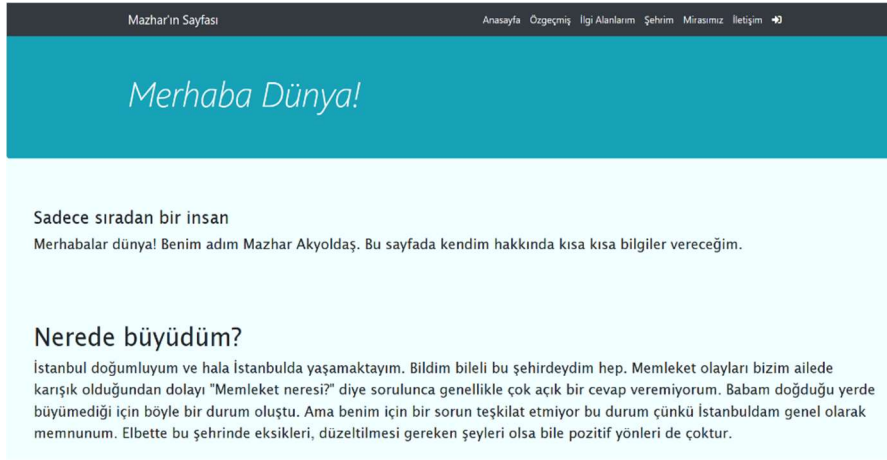 Mazhar'ın Sayfası
Anasayfa Özgeçmiş İlgi Alanlarım Şehrim Mirasımız İletişim
Merhaba Dünya!
Sadece sıradan bir insan
Merhabalar dünya! Benim adım Mazhar Akyoldaş. Bu sayfada kendim hakkında kısa kısa bilgiler vereceğim.
Nerede büyüdüm?
İstanbul doğumluyum ve hala İstanbulda yaşamaktayım. Bildim bileli bu şehirdeydim hep. Memleket olayları bizim ailede
karışık olduğundan dolayı "Memleket neresi?" diye sorulunca genellikle çok açık bir cevap veremiyorum. Babam doğduğu yerde
büyümediği için böyle bir durum oluştu. Ama benim için bir sorun teşkilat etmiyor bu durum çünkü İstanbuldam genel olarak
memnunum. Elbette bu şehrinde eksikleri, düzeltilmesi gereken şeyleri olsa bile pozitif yönleri de çoktur.